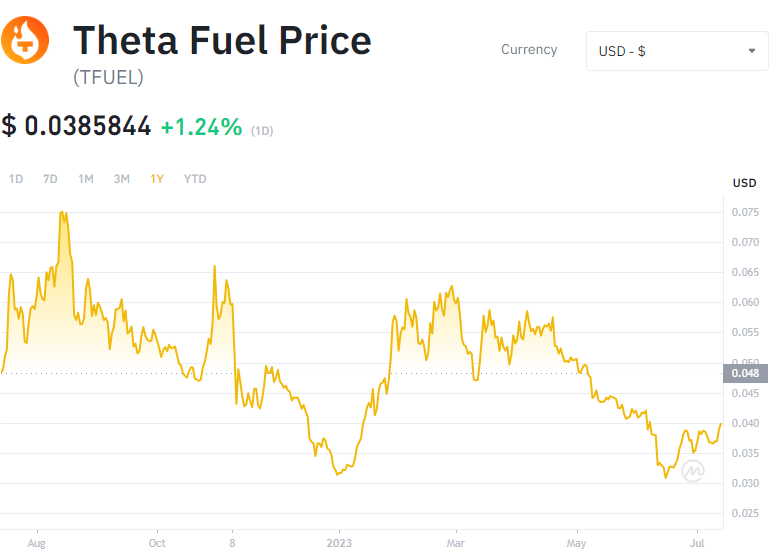 Theta Fuel Price
(TFUEL)
Currency
USD - $
$ 0.0385844 +1.24% (1D)
1D 7D 1M 3M 1Y YTD
USD
0.075
0.070
0.065
0.060
0.055
0.050
0.048
0.045
0.040
0.035
0.030
0.025
Aug Oct 8 2023 Mar May Jul